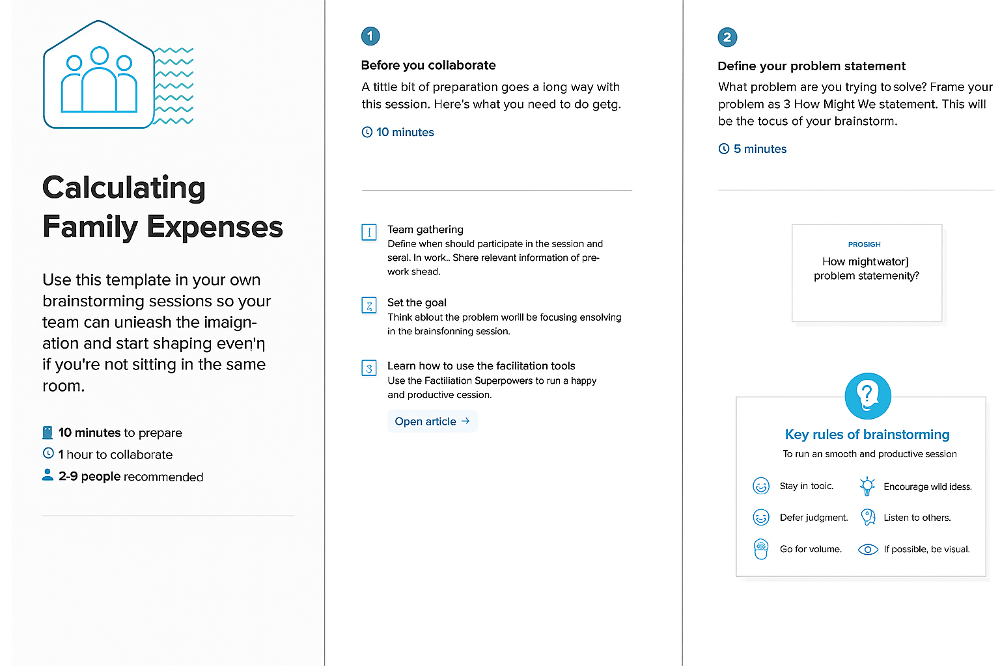 Calculating
Family Expenses
Use this template in your own
brainstorming sessions so your
team can unieash the imaign-
ation and start shaping even'n
if you're not sitting in the same
room.
10 minutes to prepare
1 hour to collaborate
2-9 people recommended
1
Before you collaborate
A tittle bit of preparation goes a long way with
this session. Here's what you need to do getg.
10 minutes
1
Team gathering
Define when should participate in the session and
seral. In work.. Shere relevant information of pre-
work shead.
2
Set the goal
Think ablout the problem worill be focusing ensolving
in the brainsfonning session.
3
Learn how to use the facilitation tools
Use the Factiliation Superpowers to run a happy
and productive cession.
Open article →
2
Define your problem statement
What problem are you trying to solve? Frame your
problem as 3 How Might We statement. This will
be the tocus of your brainstorm.
5 minutes
PROSIGH
How mightwator]
problem statemenity?
?
Key rules of brainstorming
To run an smooth and productive session
Stay in tooic.
Encourage wild idess.
Defer judgment.
Listen to others.
Go for volume.
If possible, be visual.